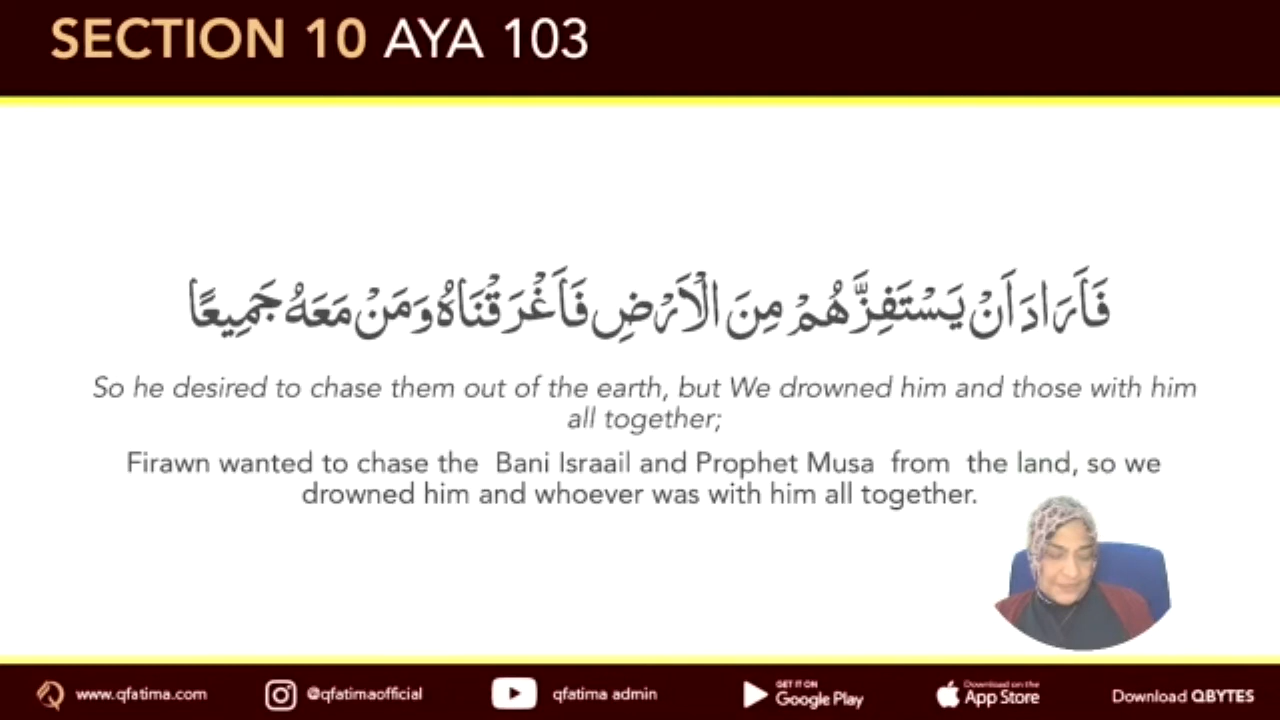 SECTION 10 AYA 103
فَأَرَادَ أَنْ يَسْتَفِزَّهُمْ مِنَ الْأَرْضِ فَأَغْرَقْنَاهُ وَمَنْ مَعَهُ جَمِيعًا
So he desired to chase them out of the earth, but We drowned him and those with him
all together;
Firawn wanted to chase the Bani Israail and Prophet Musa from the land, so we
drowned him and whoever was with him all together.
www.qfatima.com
@qfatimaofficial
qfatima admin
GET IT ON
Google Play
Download on the
App Store
Download QBYTES